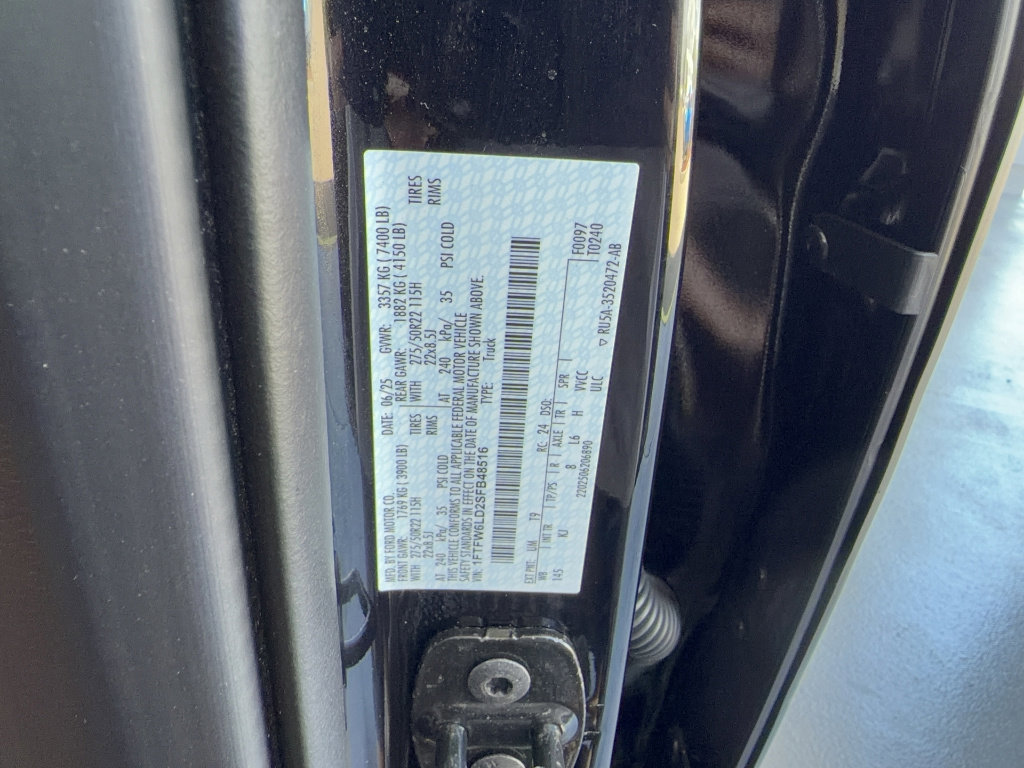 MFD. BY FORD MOTOR CO.
DATE: 06/25 GVWR: 3357 KG ( 7400 LB)
FRONT GAWR: 1769 KG ( 3900 LB) REAR GAWR: 1882 KG ( 4150 LB)
WITH 275/50R22 115H TIRES WITH 275/50R22 115H TIRES
22x8.5J RIMS 22x8.5J RIMS
AT 240 kPa/ 35 PSI COLD AT 240 kPa/ 35 PSI COLD
THIS VEHICLE CONFORMS TO ALL APPLICABLE FEDERAL MOTOR VEHICLE
SAFETY STANDARDS IN EFFECT ON THE DATE OF MANUFACTURE SHOWN ABOVE.
VIN: 1FTFW6LD2SFB48516 TYPE: Truck
EXT PNT: UM T9 RC: 24 DSO: F0097
WB INT TR TP/PS R AXLE TR SPR T0240
145 KJ 8 L6 H VVCC
2202506206890 ULC
▽ RU5A-3520472-AB